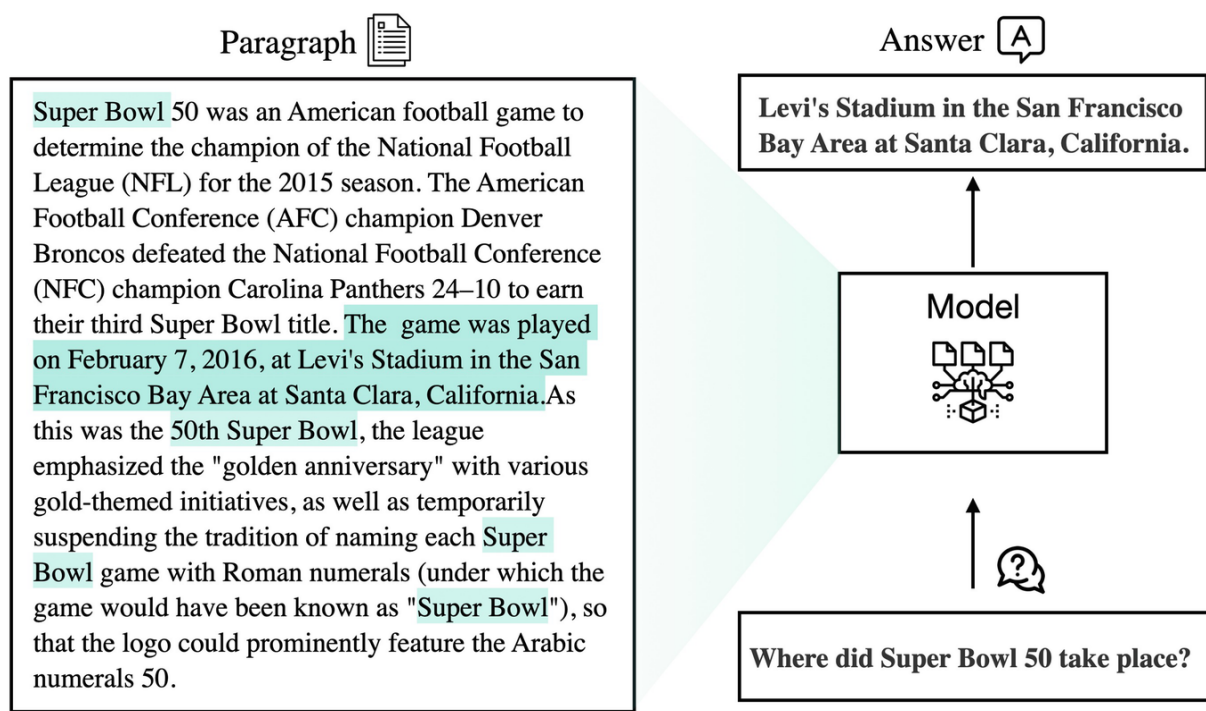 Paragraph
Super Bowl 50 was an American football game to
determine the champion of the National Football
League (NFL) for the 2015 season. The American
Football Conference (AFC) champion Denver
Broncos defeated the National Football Conference
(NFC) champion Carolina Panthers 24–10 to earn
their third Super Bowl title. The  game was played
on February 7, 2016, at Levi's Stadium in the San
Francisco Bay Area at Santa Clara, California.As
this was the 50th Super Bowl, the league
emphasized the "golden anniversary" with various
gold-themed initiatives, as well as temporarily
suspending the tradition of naming each Super
Bowl game with Roman numerals (under which the
game would have been known as "Super Bowl"), so
that the logo could prominently feature the Arabic
numerals 50.
Answer A
Levi's Stadium in the San Francisco
Bay Area at Santa Clara, California.
Model
?
Where did Super Bowl 50 take place?